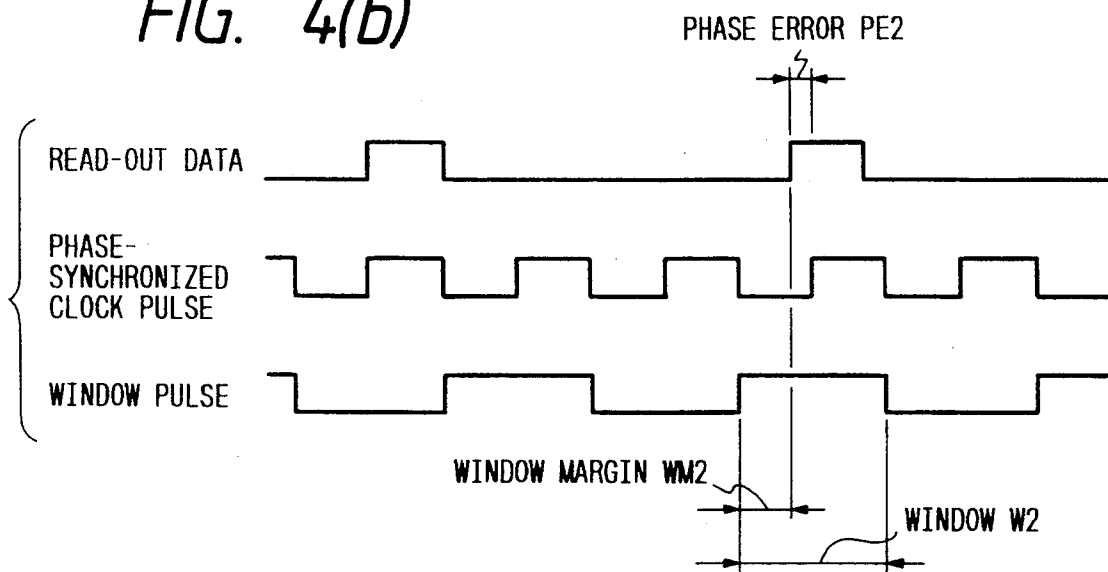 FIG. 4(b)
PHASE ERROR PE2
READ-OUT DATA
PHASE-
SYNCHRONIZED
CLOCK PULSE
WINDOW PULSE
WINDOW MARGIN WM2
WINDOW W2